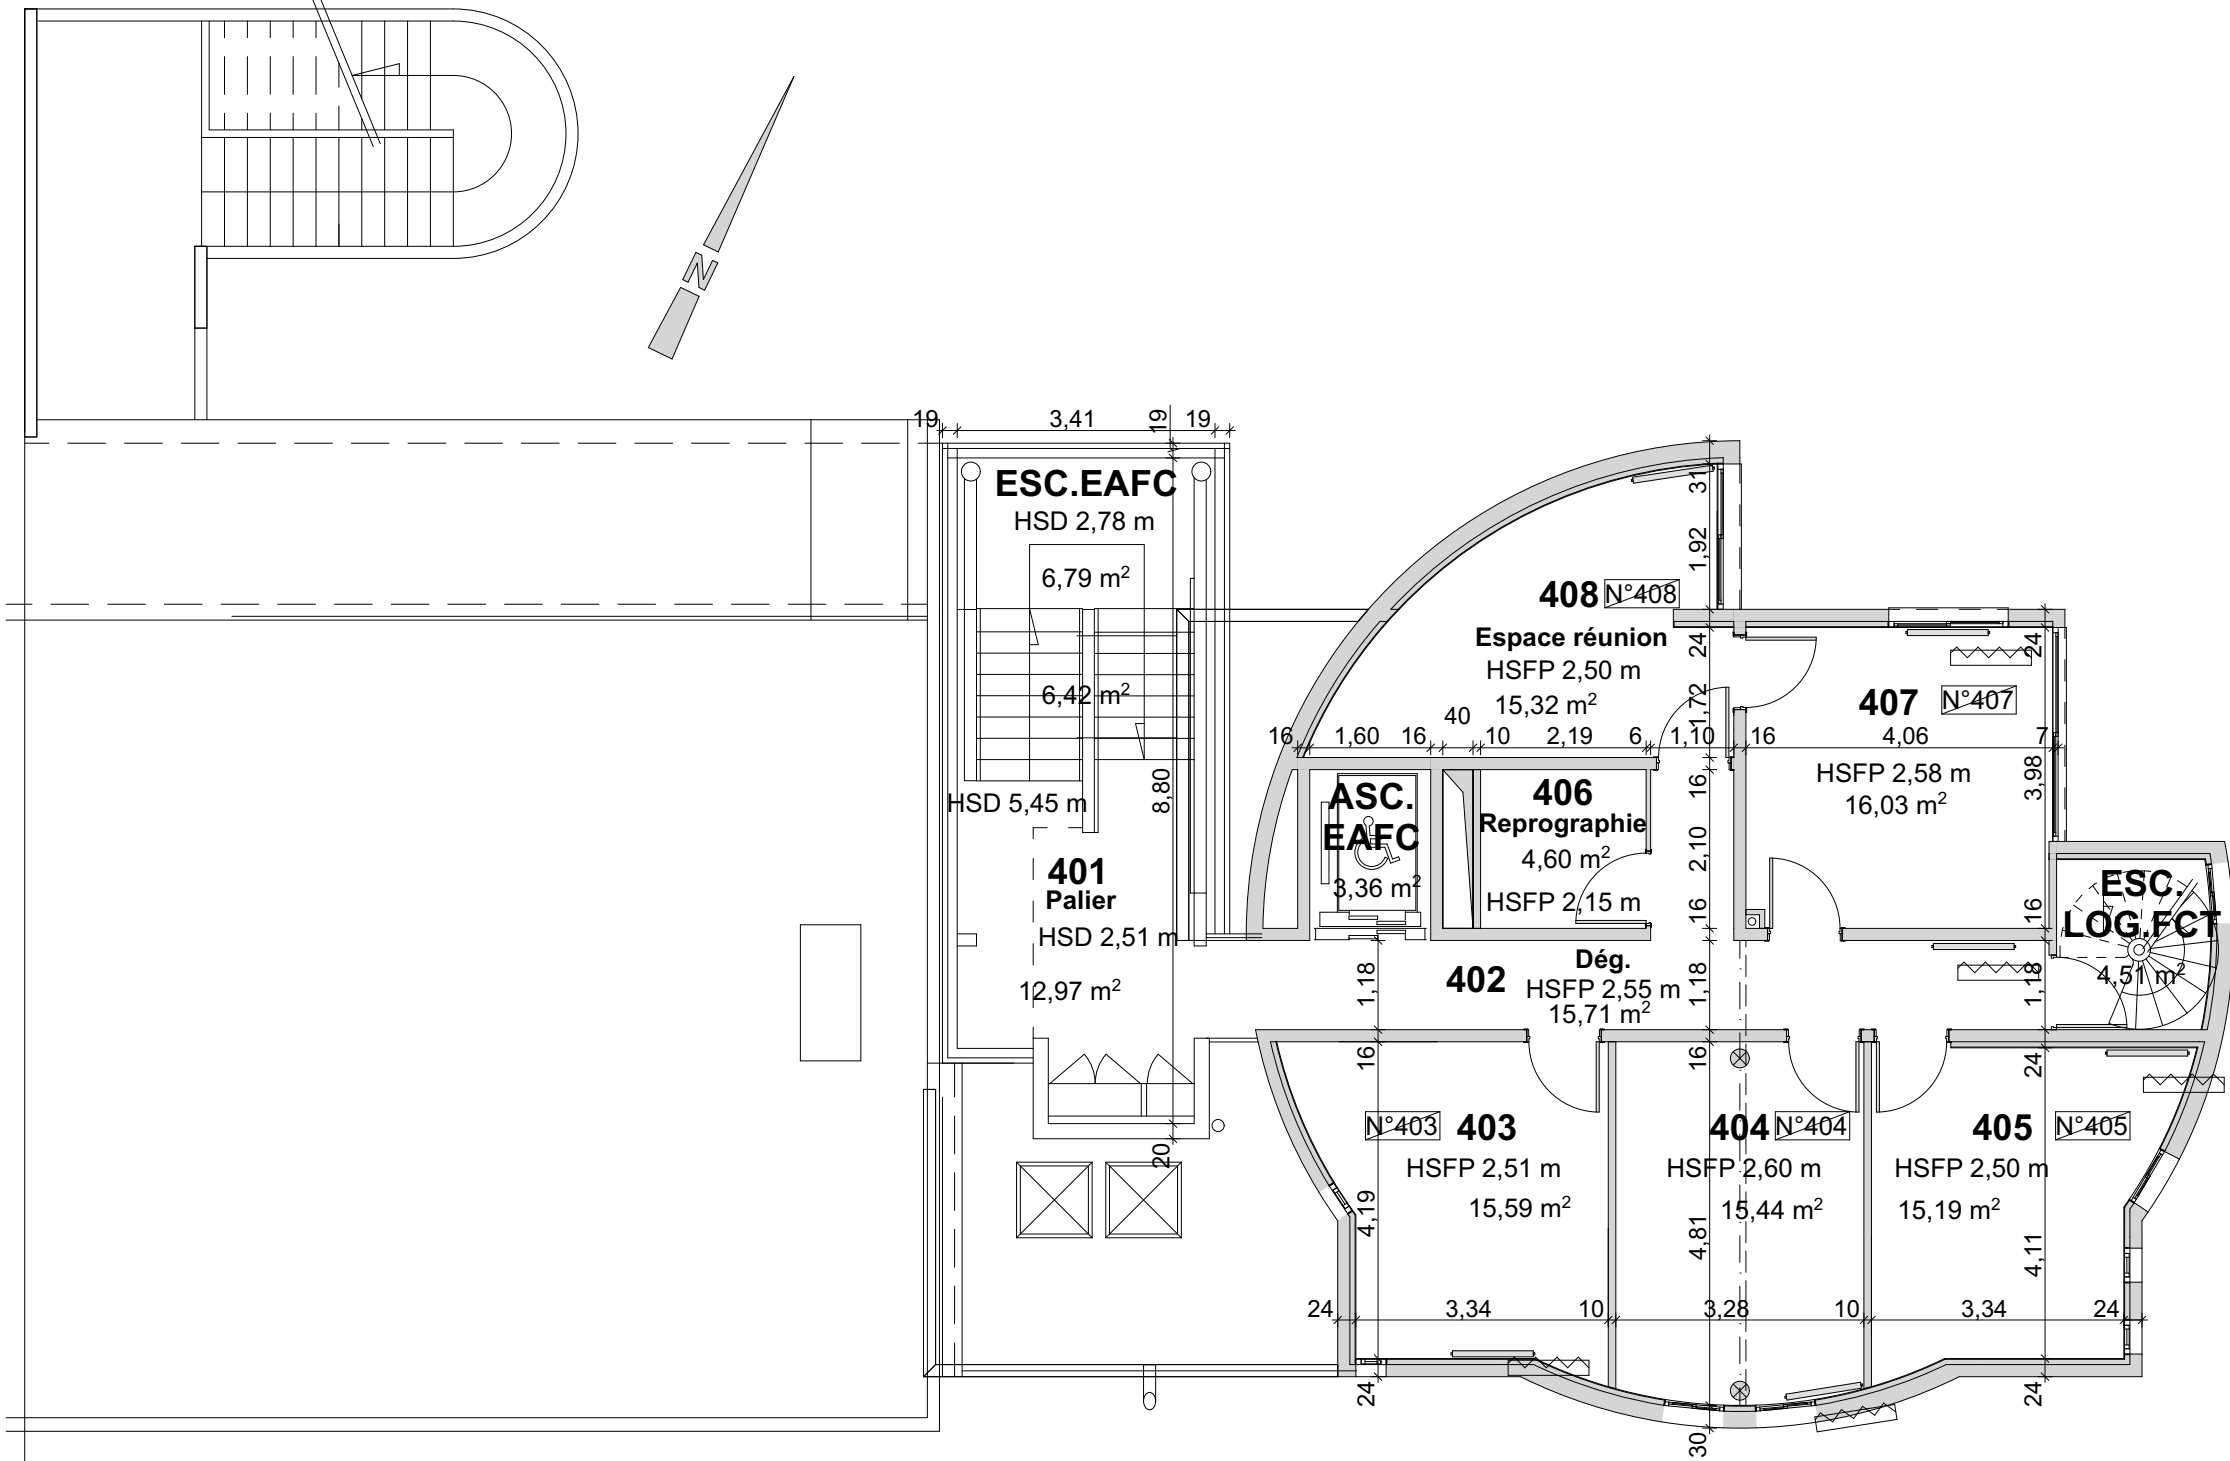 N
19
3,41
19
19
ESC.EAFC
HSD 2,78 m
6,79 m²
6,42 m²
HSD 5,45 m
8,80
401
Palier
HSD 2,51 m
12,97 m²
20
31
1,92
408 N°408
Espace réunion
HSFP 2,50 m
15,32 m²
24
1,72
40
16 1,60 16 10 2,19 6 1,10 16 4,06 7
24
407 N°407
HSFP 2,58 m
16,03 m²
3,98
ASC.
EAFC
3,36 m²
406
Reprographie
4,60 m²
HSFP 2,15 m
16
2,10
16
16
ESC.
LOG.FCT
4,51 m²
1,18
402
Dég.
HSFP 2,55 m
15,71 m²
1,18
1,18
16
16
24
N°403 403
HSFP 2,51 m
15,59 m²
4,19
404 N°404
HSFP 2,60 m
15,44 m²
4,81
405 N°405
HSFP 2,50 m
15,19 m²
4,11
24 3,34 10 3,28 10 3,34 24
24
30
24